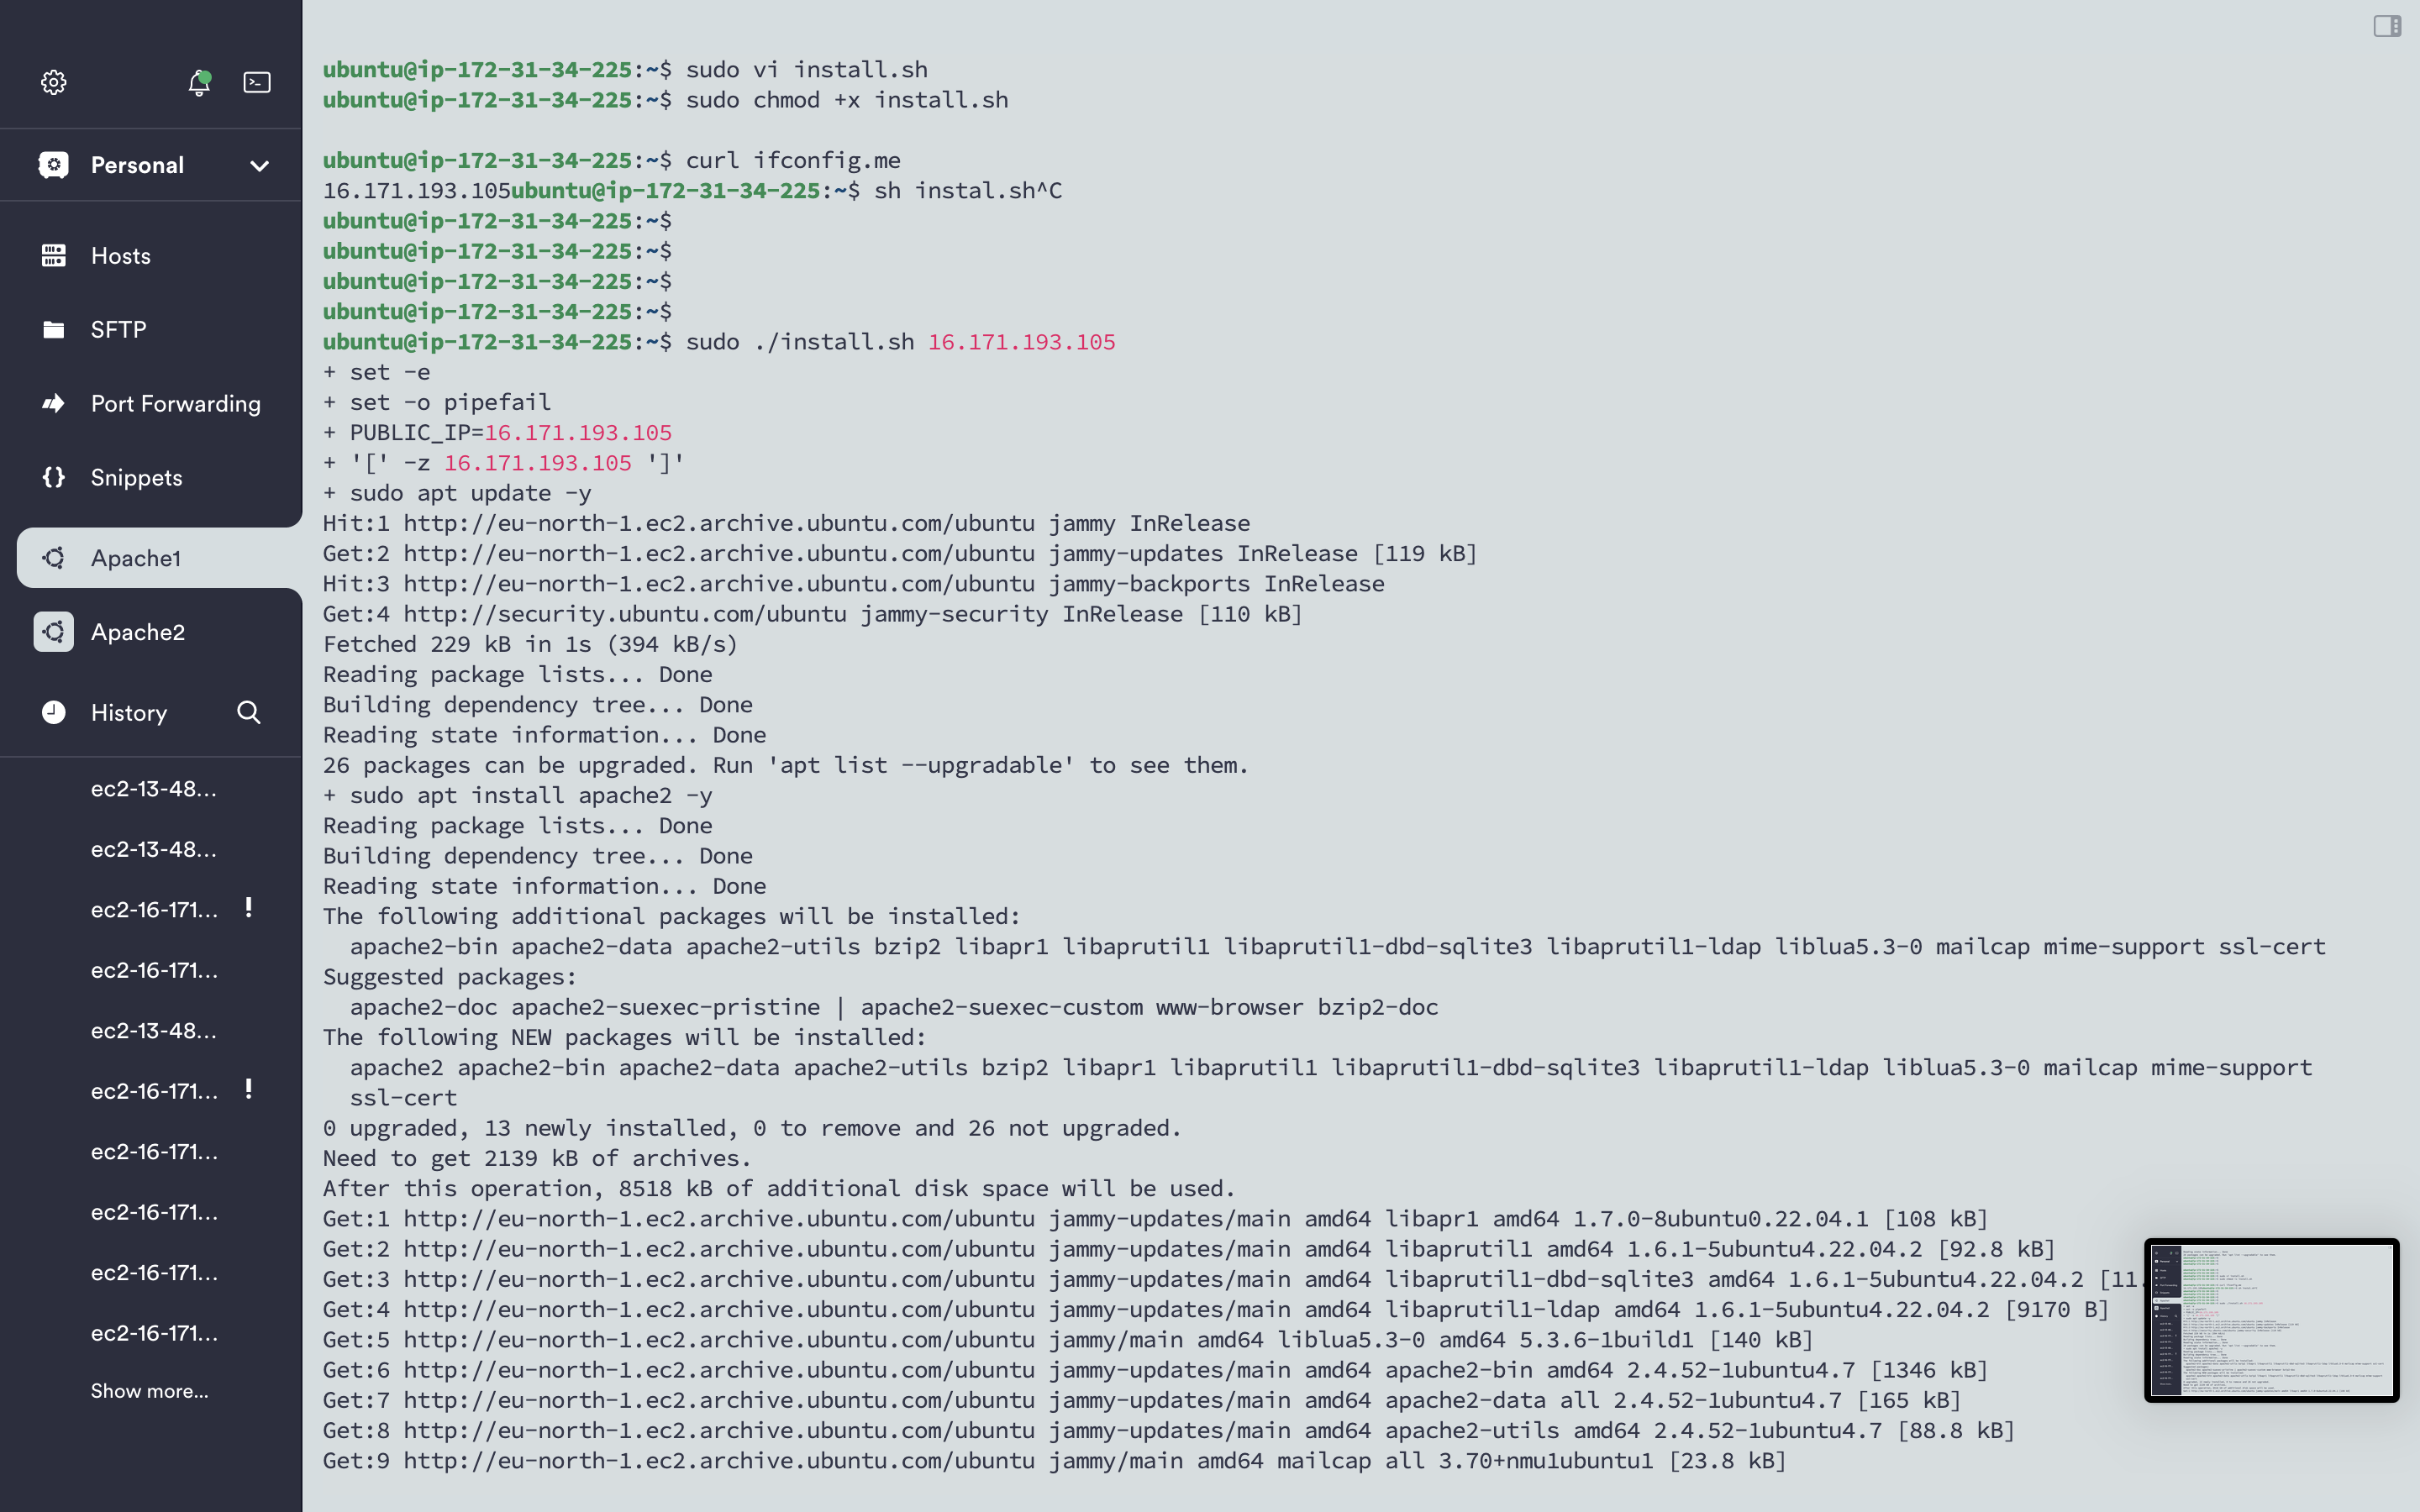 Personal
Hosts
SFTP
Port Forwarding
Snippets
Apache1
Apache2
History
ec2-13-48...
ec2-13-48...
ec2-16-171... !
ec2-16-171...
ec2-13-48...
ec2-16-171... !
ec2-16-171...
ec2-16-171...
ec2-16-171...
ec2-16-171...
Show more...
ubuntu@ip-172-31-34-225:~$ sudo vi install.sh
ubuntu@ip-172-31-34-225:~$ sudo chmod +x install.sh
ubuntu@ip-172-31-34-225:~$ curl ifconfig.me
16.171.193.105ubuntu@ip-172-31-34-225:~$ sh instal.sh^C
ubuntu@ip-172-31-34-225:~$
ubuntu@ip-172-31-34-225:~$
ubuntu@ip-172-31-34-225:~$
ubuntu@ip-172-31-34-225:~$
ubuntu@ip-172-31-34-225:~$ sudo ./install.sh 16.171.193.105
+ set -e
+ set -o pipefail
+ PUBLIC_IP=16.171.193.105
+ '[' -z 16.171.193.105 ']'
+ sudo apt update -y
Hit:1 http://eu-north-1.ec2.archive.ubuntu.com/ubuntu jammy InRelease
Get:2 http://eu-north-1.ec2.archive.ubuntu.com/ubuntu jammy-updates InRelease [119 kB]
Hit:3 http://eu-north-1.ec2.archive.ubuntu.com/ubuntu jammy-backports InRelease
Get:4 http://security.ubuntu.com/ubuntu jammy-security InRelease [110 kB]
Fetched 229 kB in 1s (394 kB/s)
Reading package lists... Done
Building dependency tree... Done
Reading state information... Done
26 packages can be upgraded. Run 'apt list --upgradable' to see them.
+ sudo apt install apache2 -y
Reading package lists... Done
Building dependency tree... Done
Reading state information... Done
The following additional packages will be installed:
apache2-bin apache2-data apache2-utils bzip2 libapr1 libaprutil1 libaprutil1-dbd-sqlite3 libaprutil1-ldap liblua5.3-0 mailcap mime-support ssl-cert
Suggested packages:
apache2-doc apache2-suexec-pristine | apache2-suexec-custom www-browser bzip2-doc
The following NEW packages will be installed:
apache2 apache2-bin apache2-data apache2-utils bzip2 libapr1 libaprutil1 libaprutil1-dbd-sqlite3 libaprutil1-ldap liblua5.3-0 mailcap mime-support
ssl-cert
0 upgraded, 13 newly installed, 0 to remove and 26 not upgraded.
Need to get 2139 kB of archives.
After this operation, 8518 kB of additional disk space will be used.
Get:1 http://eu-north-1.ec2.archive.ubuntu.com/ubuntu jammy-updates/main amd64 libapr1 amd64 1.7.0-8ubuntu0.22.04.1 [108 kB]
Get:2 http://eu-north-1.ec2.archive.ubuntu.com/ubuntu jammy-updates/main amd64 libaprutil1 amd64 1.6.1-5ubuntu4.22.04.2 [92.8 kB]
Get:3 http://eu-north-1.ec2.archive.ubuntu.com/ubuntu jammy-updates/main amd64 libaprutil1-dbd-sqlite3 amd64 1.6.1-5ubuntu4.22.04.2 [11.
Get:4 http://eu-north-1.ec2.archive.ubuntu.com/ubuntu jammy-updates/main amd64 libaprutil1-ldap amd64 1.6.1-5ubuntu4.22.04.2 [9170 B]
Get:5 http://eu-north-1.ec2.archive.ubuntu.com/ubuntu jammy/main amd64 liblua5.3-0 amd64 5.3.6-1build1 [140 kB]
Get:6 http://eu-north-1.ec2.archive.ubuntu.com/ubuntu jammy-updates/main amd64 apache2-bin amd64 2.4.52-1ubuntu4.7 [1346 kB]
Get:7 http://eu-north-1.ec2.archive.ubuntu.com/ubuntu jammy-updates/main amd64 apache2-data all 2.4.52-1ubuntu4.7 [165 kB]
Get:8 http://eu-north-1.ec2.archive.ubuntu.com/ubuntu jammy-updates/main amd64 apache2-utils amd64 2.4.52-1ubuntu4.7 [88.8 kB]
Get:9 http://eu-north-1.ec2.archive.ubuntu.com/ubuntu jammy/main amd64 mailcap all 3.70+nmu1ubuntu1 [23.8 kB]